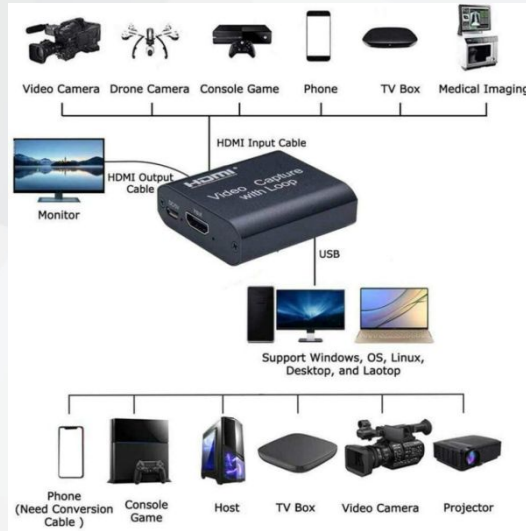 Video Camera
Drone Camera
Console Game
Phone
TV Box
Medical Imaging
HDMI Input Cable
HDMI Output
Cable
Monitor
HDMI
Video Capture
with Loop
Input
USB
Support Windows, OS, Linux,
Desktop, and Laotop
Phone
(Need Conversion
Cable )
Console
Game
Host
TV Box
Video Camera
Projector